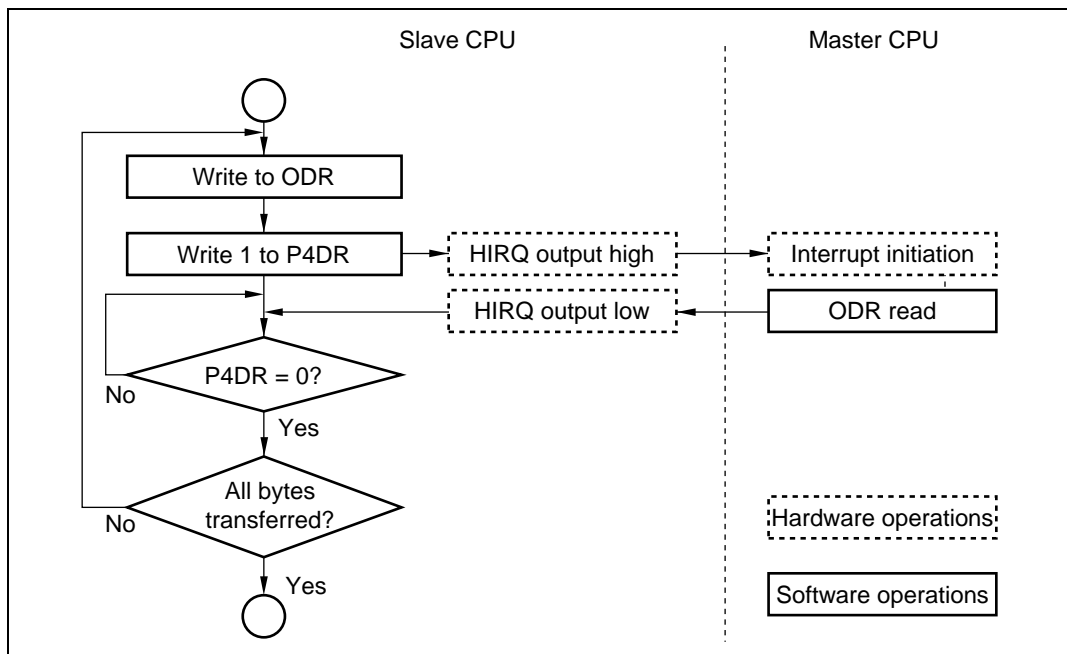 Slave CPU
Master CPU
Write to ODR
Write 1 to P4DR
HIRQ output high
Interrupt initiation
HIRQ output low
ODR read
P4DR = 0?
No
Yes
All bytes
transferred?
No
Yes
Hardware operations
Software operations